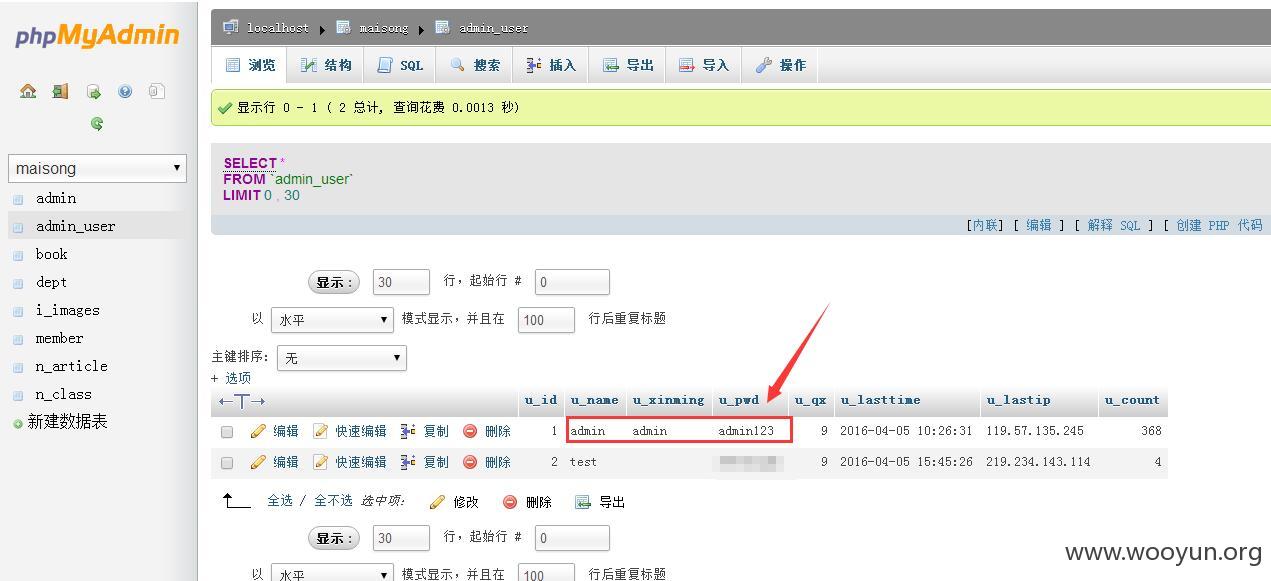 phpMyAdmin
localhost ▶ maisong ▶ admin_user
浏览 结构 SQL 搜索 插入 导出 导入 操作
显示行 0 - 1 ( 2 总计, 查询花费 0.0013 秒)
maisong
admin
admin_user
book
dept
i_images
member
n_article
n_class
新建数据表
SELECT *
FROM `admin_user`
LIMIT 0 , 30
[内联] [ 编辑 ] [ 解释 SQL ] [ 创建 PHP 代码
显示 : 30 行，起始行 # 0
以 水平 模式显示，并且在 100 行后重复标题
主键排序: 无
+ 选项
←T→ u_id u_name u_xinming u_pwd u_qx u_lasttime u_lastip u_count
编辑 快速编辑 复制 删除 1 admin admin admin123 9 2016-04-05 10:26:31 119.57.135.245 368
编辑 快速编辑 复制 删除 2 test 9 2016-04-05 15:45:26 219.234.143.114 4
全选 / 全不选 选中项: 修改 删除 导出
显示 : 30 行，起始行 # 0
以 水平 模式显示，并且在 100 行后重复标题
www.wooyun.org